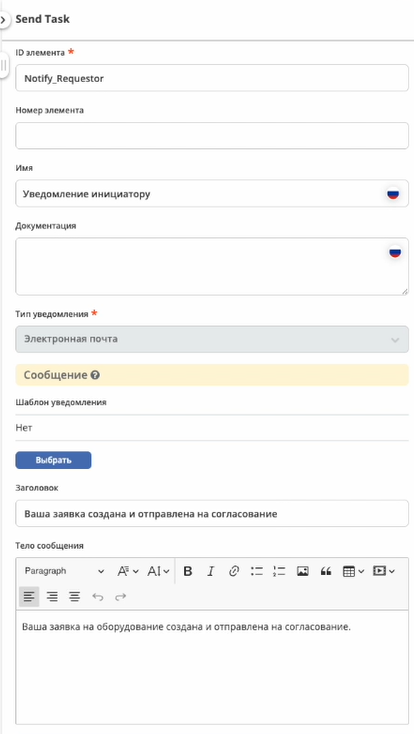 Send Task
ID элемента *
Notify_Requestor
Номер элемента
Имя
Уведомление инициатору
Документация
Тип уведомления *
Электронная почта
Сообщение ?
Шаблон уведомления
Нет
Выбрать
Заголовок
Ваша заявка создана и отправлена на согласование
Тело сообщения
Paragraph A AI B I
Ваша заявка на оборудование создана и отправлена на согласование.